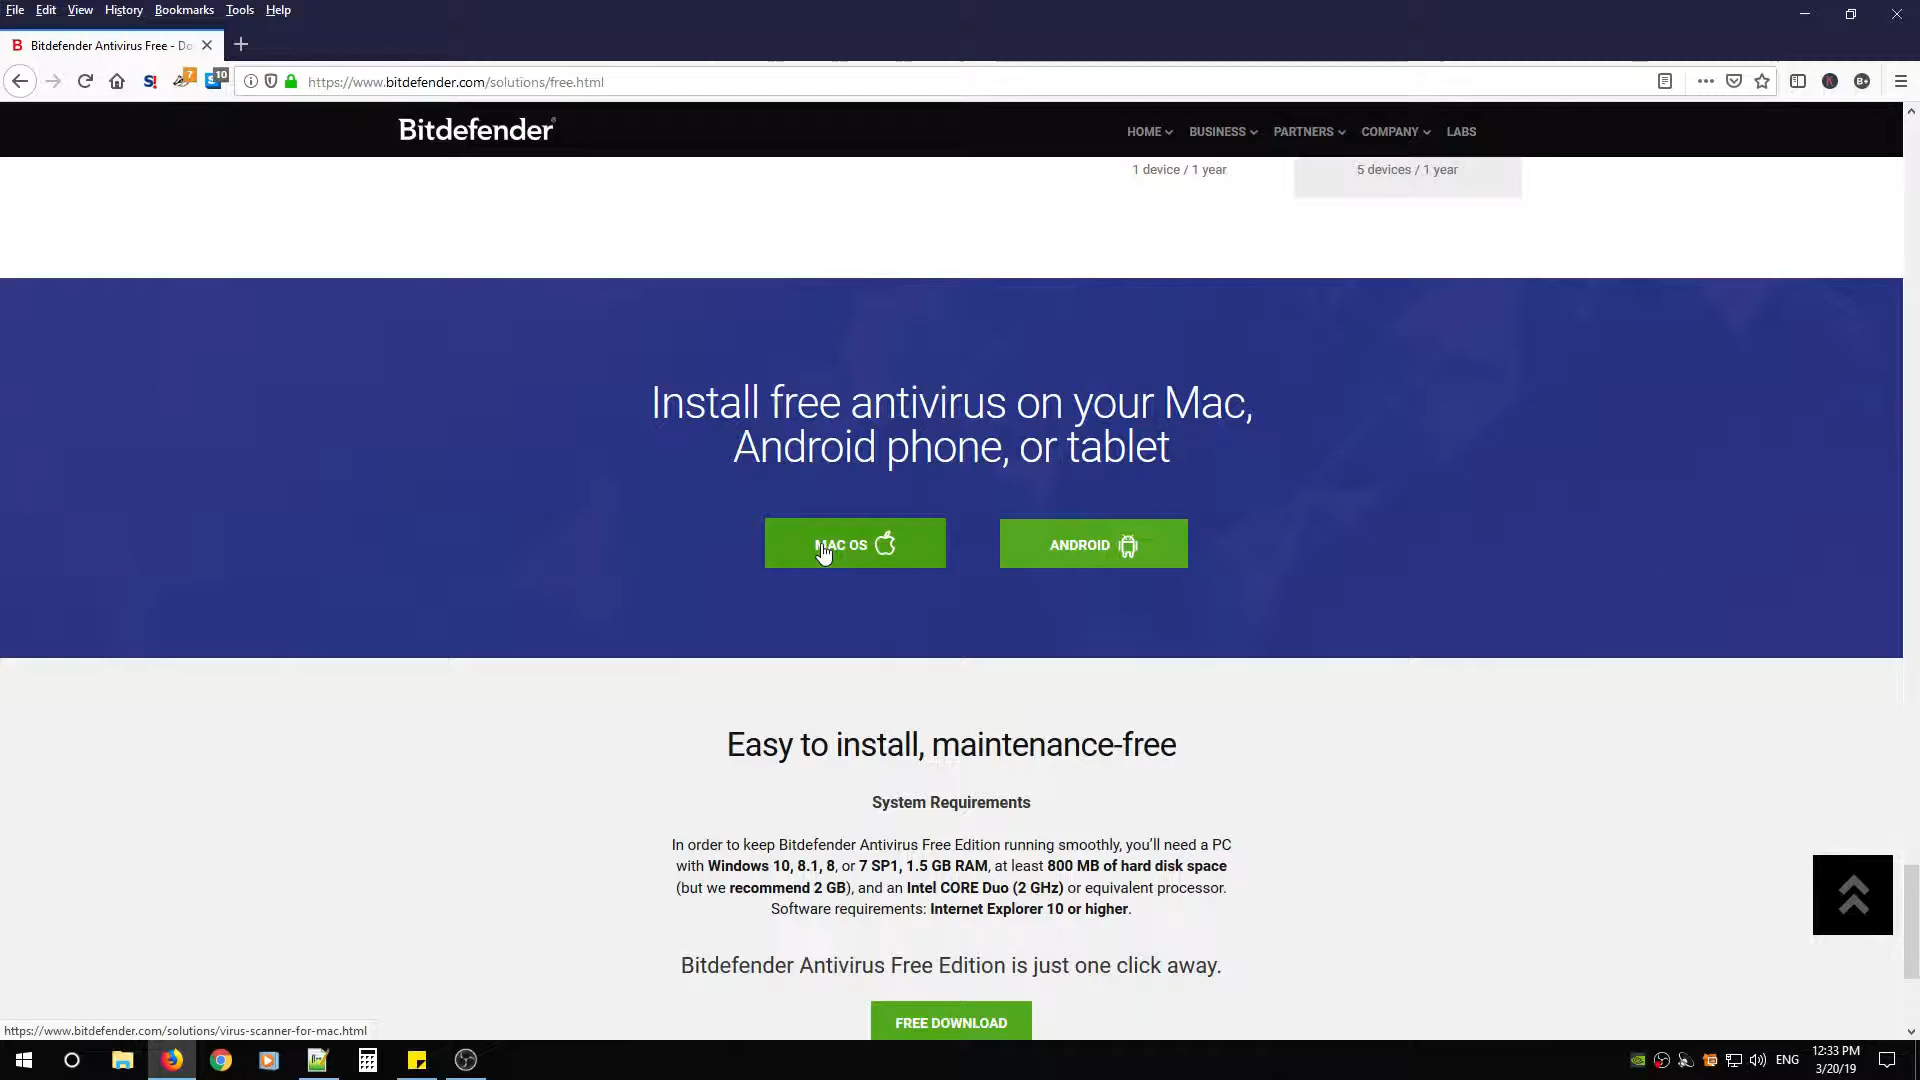 File Edit View History Bookmarks Tools Help
B Bitdefender Antivirus Free - Do
S! 7 10 https://www.bitdefender.com/solutions/free.html B+
Bitdefender® HOME BUSINESS PARTNERS COMPANY LABS
1 device / 1 year 5 devices / 1 year
Install free antivirus on your Mac,
Android phone, or tablet
MAC OS ANDROID
Easy to install, maintenance-free
System Requirements
In order to keep Bitdefender Antivirus Free Edition running smoothly, you’ll need a PC
with Windows 10, 8.1, 8, or 7 SP1, 1.5 GB RAM, at least 800 MB of hard disk space
(but we recommend 2 GB), and an Intel CORE Duo (2 GHz) or equivalent processor.
Software requirements: Internet Explorer 10 or higher.
Bitdefender Antivirus Free Edition is just one click away.
FREE DOWNLOAD
https://www.bitdefender.com/solutions/virus-scanner-for-mac.html
ENG 12:33 PM
3/20/19